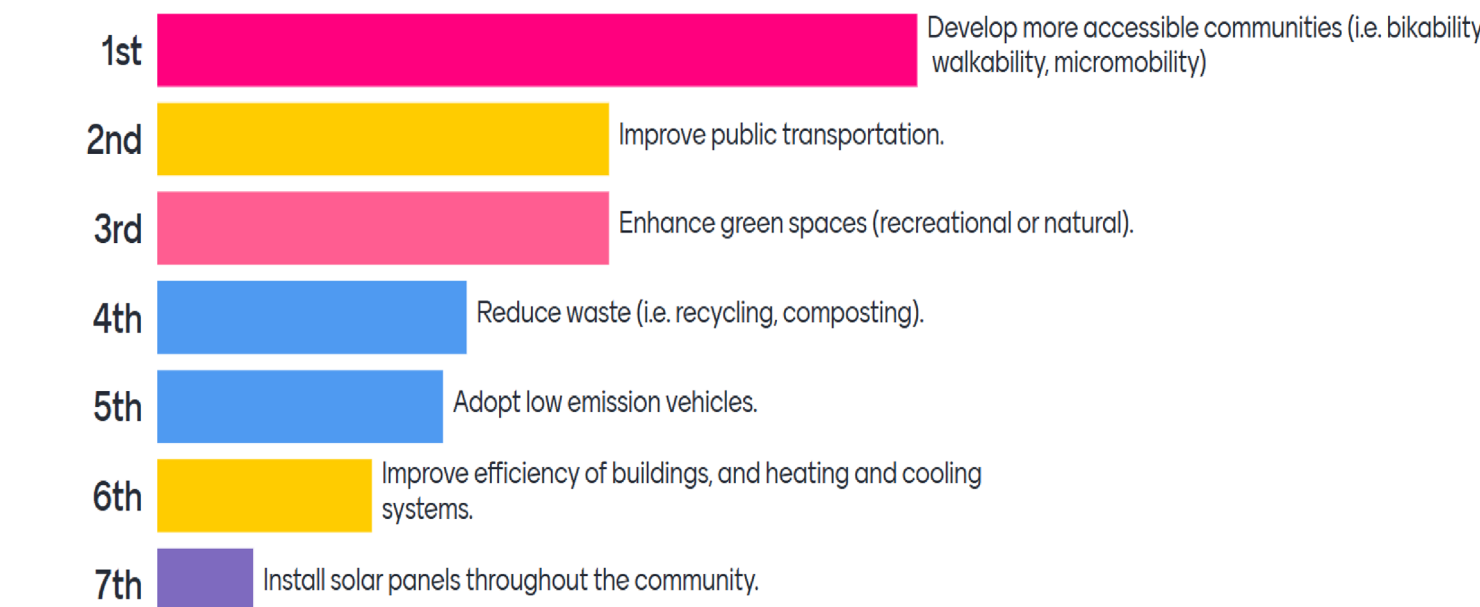 1st
Develop more accessible communities (i.e. bikability
walkability, micromobility)
2nd
Improve public transportation.
3rd
Enhance green spaces (recreational or natural).
4th
Reduce waste (i.e. recycling, composting).
5th
Adopt low emission vehicles.
6th
Improve efficiency of buildings, and heating and cooling
systems.
7th
Install solar panels throughout the community.